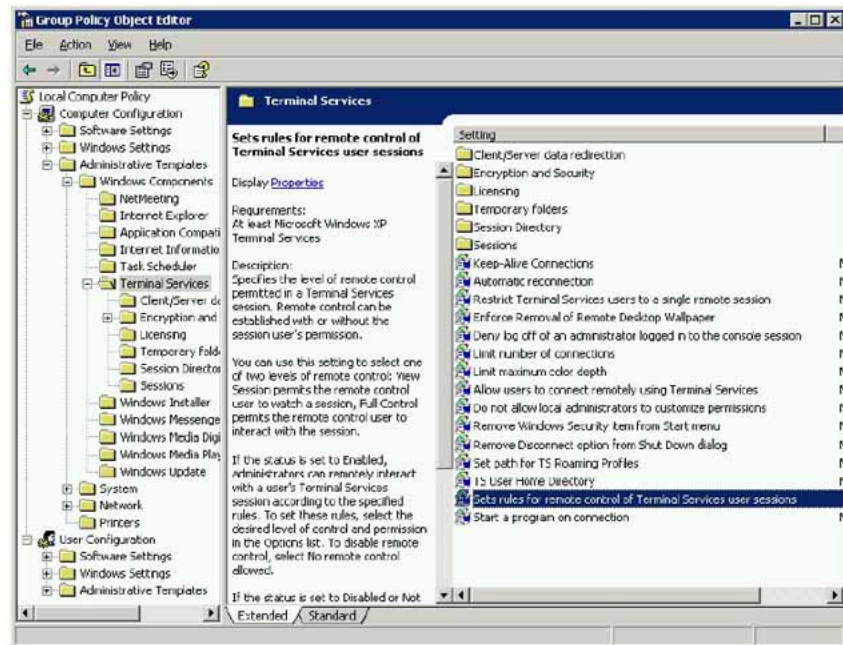 Group Policy Object Editor
File Action View Help
Local Computer Policy
Computer Configuration
Software Settings
Windows Settings
Administrative Templates
Windows Components
NetMeeting
Internet Explorer
Application Compati
Internet Informatio
Task Scheduler
Terminal Services
Client/Server da
Encryption and
Licensing
Temporary fold
Session Director
Sessions
Windows Installer
Windows Messenge
Windows Media Digi
Windows Media Play
Windows Update
System
Network
Printers
User Configuration
Software Settings
Windows Settings
Administrative Templates
Terminal Services
Sets rules for remote control of
Terminal Services user sessions
Display Properties
Requirements:
At least Microsoft Windows XP
Terminal Services
Description:
Specifies the level of remote control
permitted in a Terminal Services
session. Remote control can be
established with or without the
session user's permission.
You can use this setting to select one
of two levels of remote control: View
Session permits the remote control
user to watch a session, Full Control
permits the remote control user to
interact with the session.
If the status is set to Enabled,
administrators can remotely interact
with a user's Terminal Services
session according to the specified
rules. To set these rules, select the
desired level of control and permission
in the Options list. To disable remote
control, select No remote control
allowed.
If the status is set to Disabled or Not
Setting
Client/Server data redirection
Encryption and Security
Licensing
Temporary folders
Session Directory
Sessions
Keep-Alive Connections
Automatic reconnection
Restrict Terminal Services users to a single remote session
Enforce Removal of Remote Desktop Wallpaper
Deny log off of an administrator logged in to the console session
Limit number of connections
Limit maximum color depth
Allow users to connect remotely using Terminal Services
Do not allow local administrators to customize permissions
Remove Windows Security item from Start menu
Remove Disconnect option from Shut Down dialog
Set path for TS Roaming Profiles
TS User Home Directory
Sets rules for remote control of Terminal Services user sessions
Start a program on connection
Extended Standard